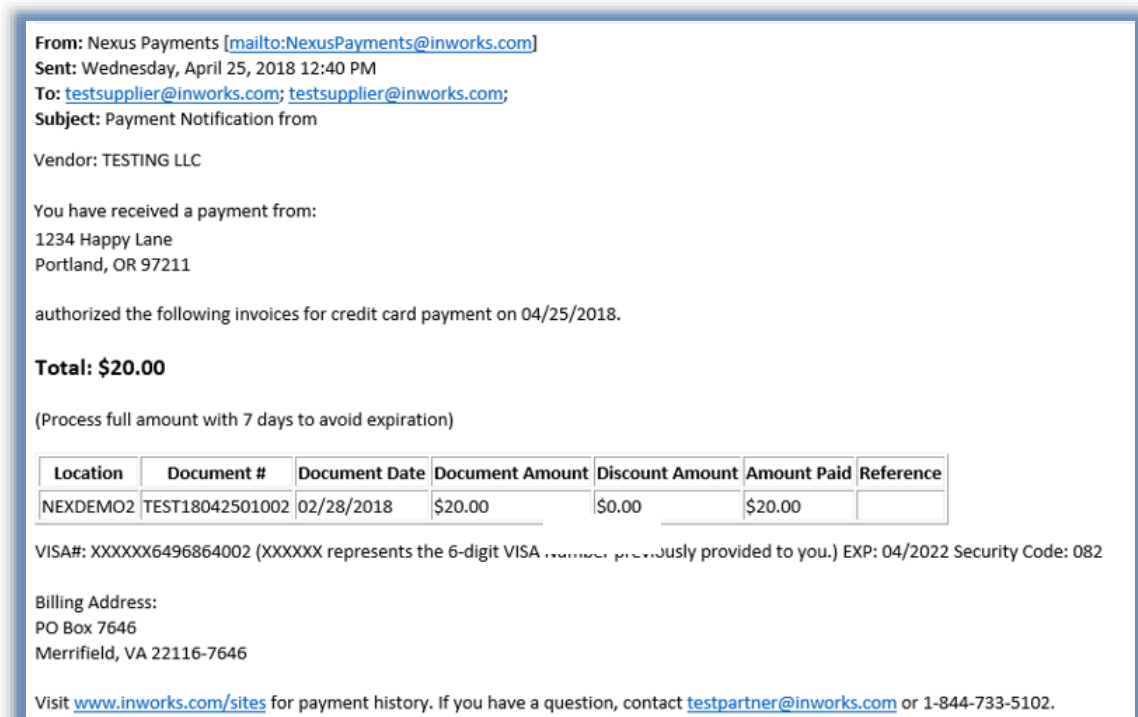 From: Nexus Payments [mailto:NexusPayments@inworks.com]
Sent: Wednesday, April 25, 2018 12:40 PM
To: testsupplier@inworks.com; testsupplier@inworks.com;
Subject: Payment Notification from
Vendor: TESTING LLC
You have received a payment from:
1234 Happy Lane
Portland, OR 97211
authorized the following invoices for credit card payment on 04/25/2018.
Total: $20.00
(Process full amount with 7 days to avoid expiration)
Location Document # Document Date Document Amount Discount Amount Amount Paid Reference
NEXDEMO2 TEST18042501002 02/28/2018 $20.00 $0.00 $20.00
VISA#: XXXXXX6496864002 (XXXXXX represents the 6-digit VISA Number previously provided to you.) EXP: 04/2022 Security Code: 082
Billing Address:
PO Box 7646
Merrifield, VA 22116-7646
Visit www.inworks.com/sites for payment history. If you have a question, contact testpartner@inworks.com or 1-844-733-5102.